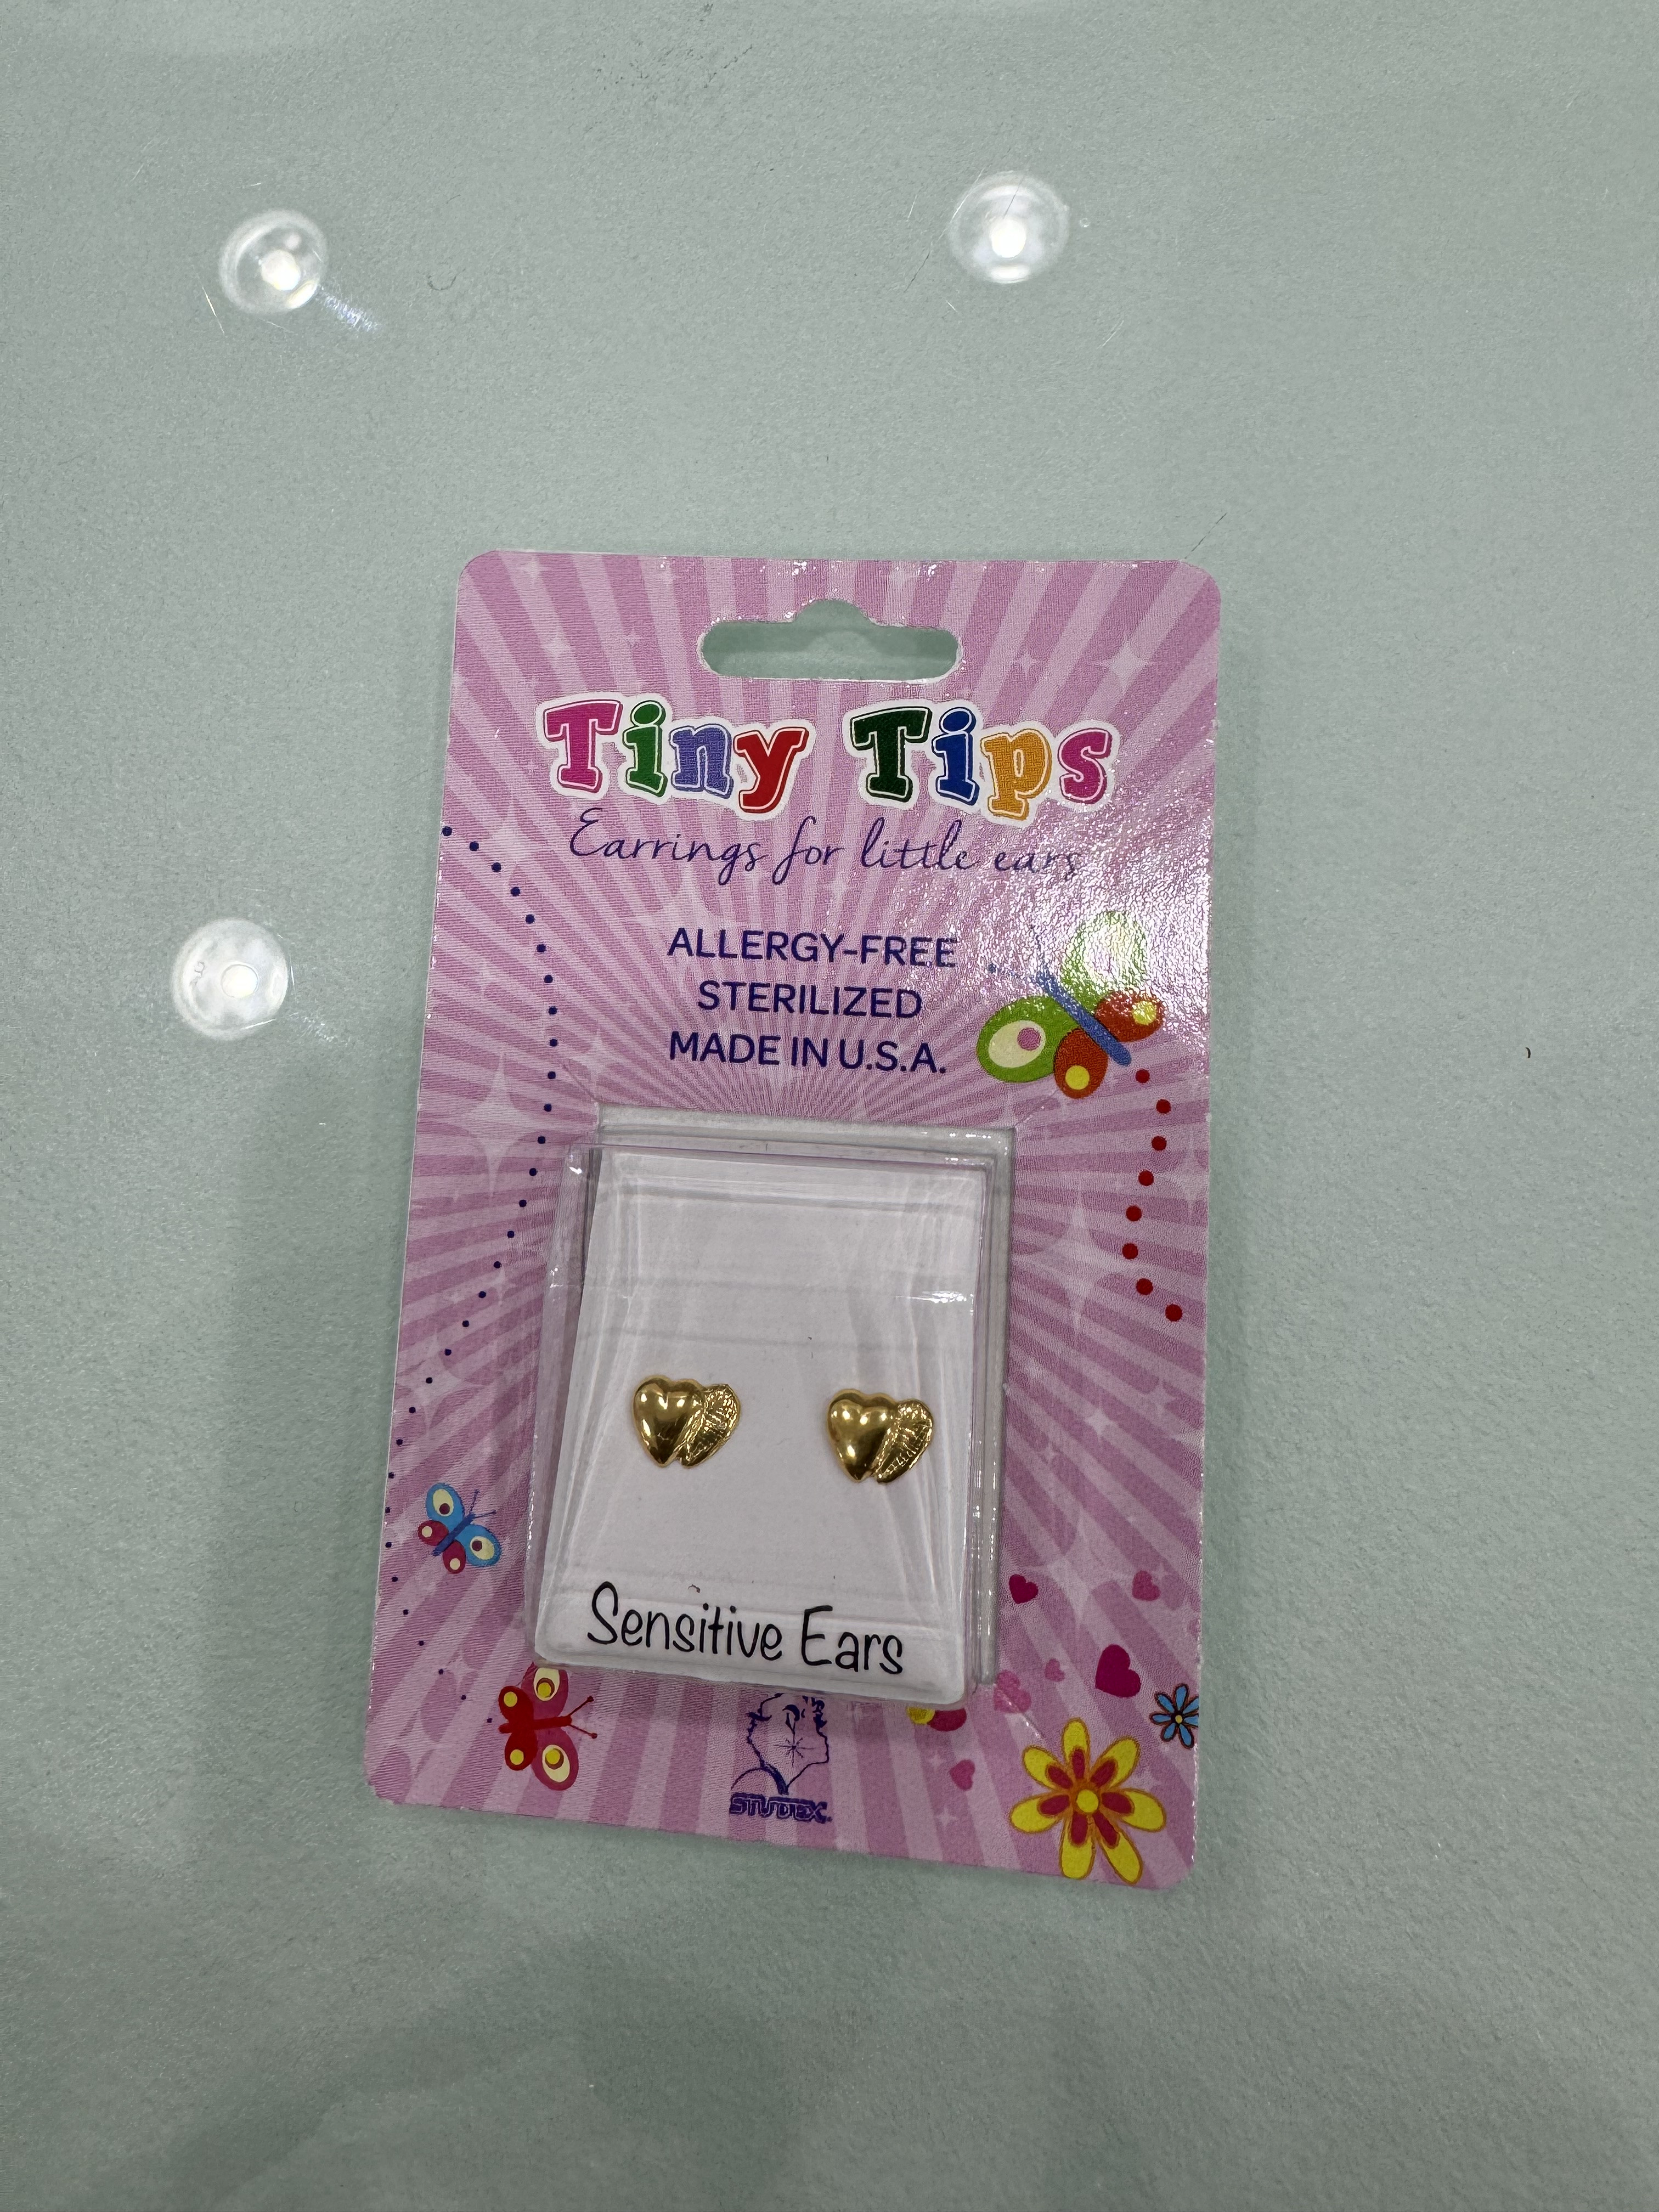 Tiny Tips
Earrings for little ears
ALLERGY-FREE
STERILIZED
MADE IN U.S.A.
Sensitive Ears
STUDEX